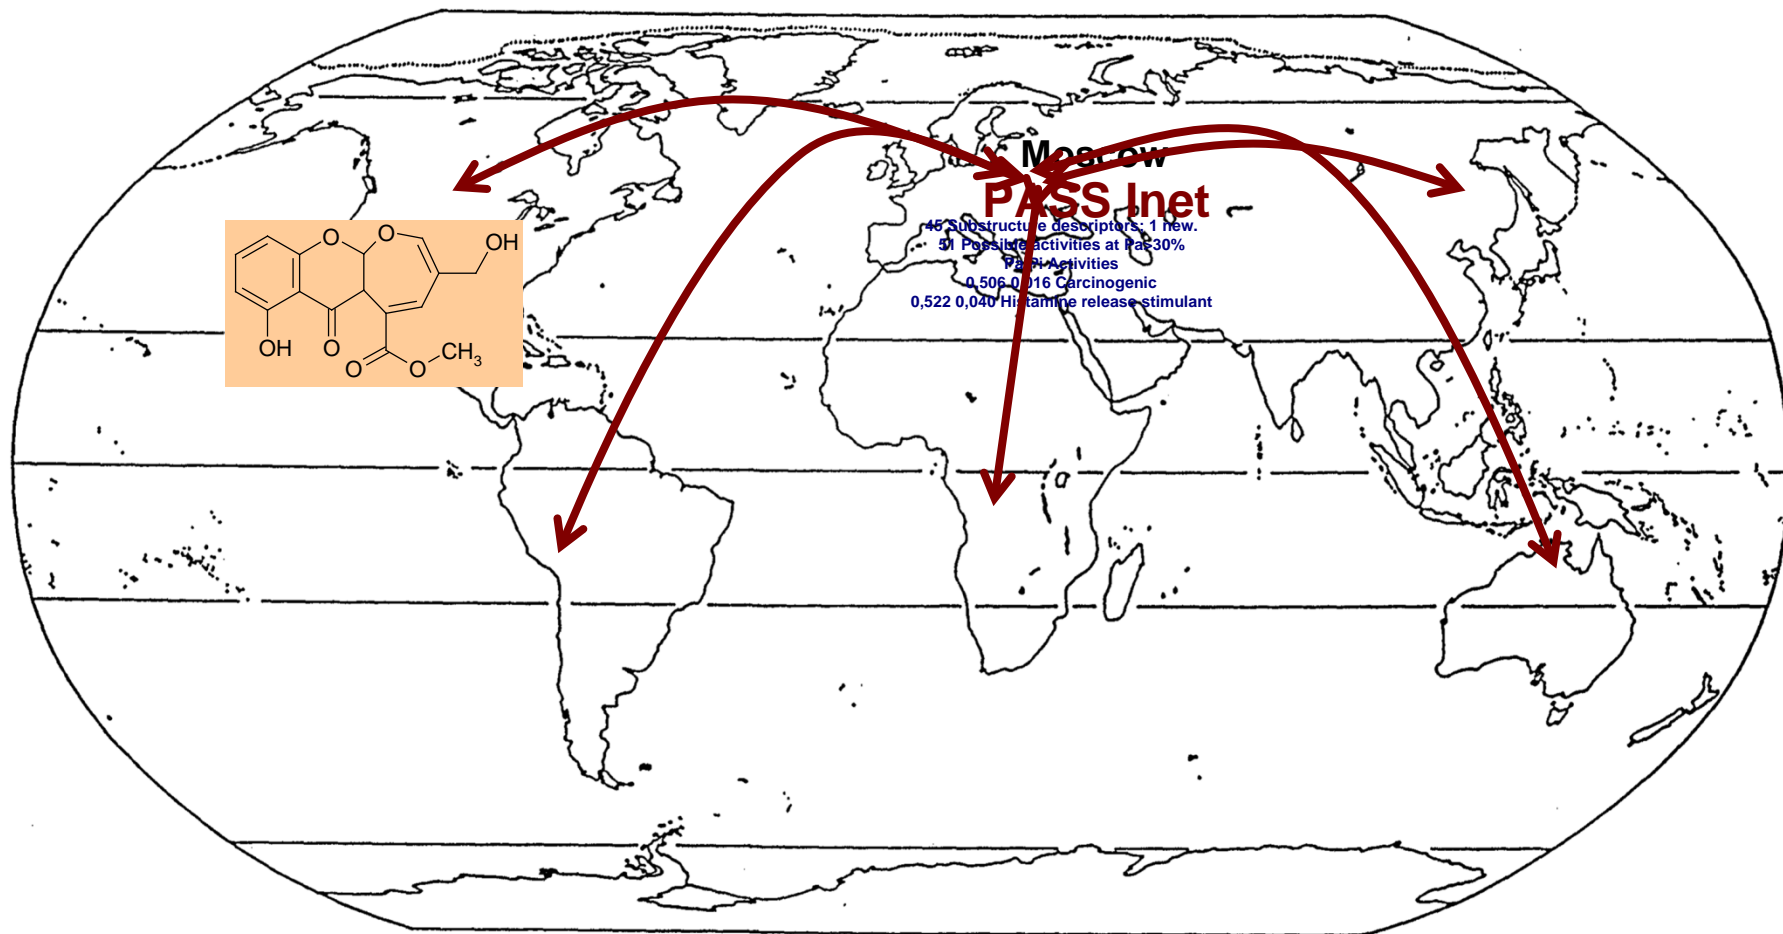 Moscow
PASS Inet
45 Substructure descriptors; 1 new.
51 Possible activities at Pa>30%
Pa Pi Activities
0,506 0,016 Carcinogenic
0,522 0,040 Histamine release stimulant
O
O
OH
OH
O
O
O
CH3